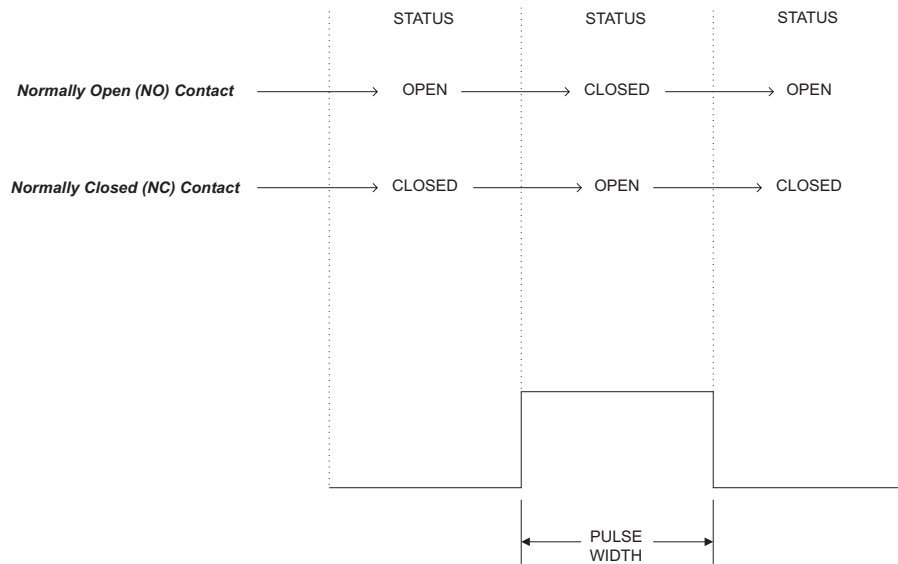 STATUS STATUS STATUS
Normally Open (NO) Contact OPEN CLOSED OPEN
Normally Closed (NC) Contact CLOSED OPEN CLOSED
PULSE
WIDTH